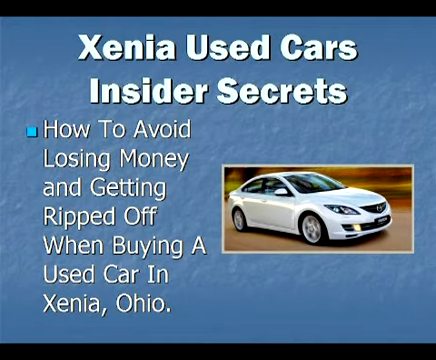 Xenia Used Cars
Insider Secrets
How To Avoid
Losing Money
and Getting
Ripped Off
When Buying A
Used Car In
Xenia, Ohio.